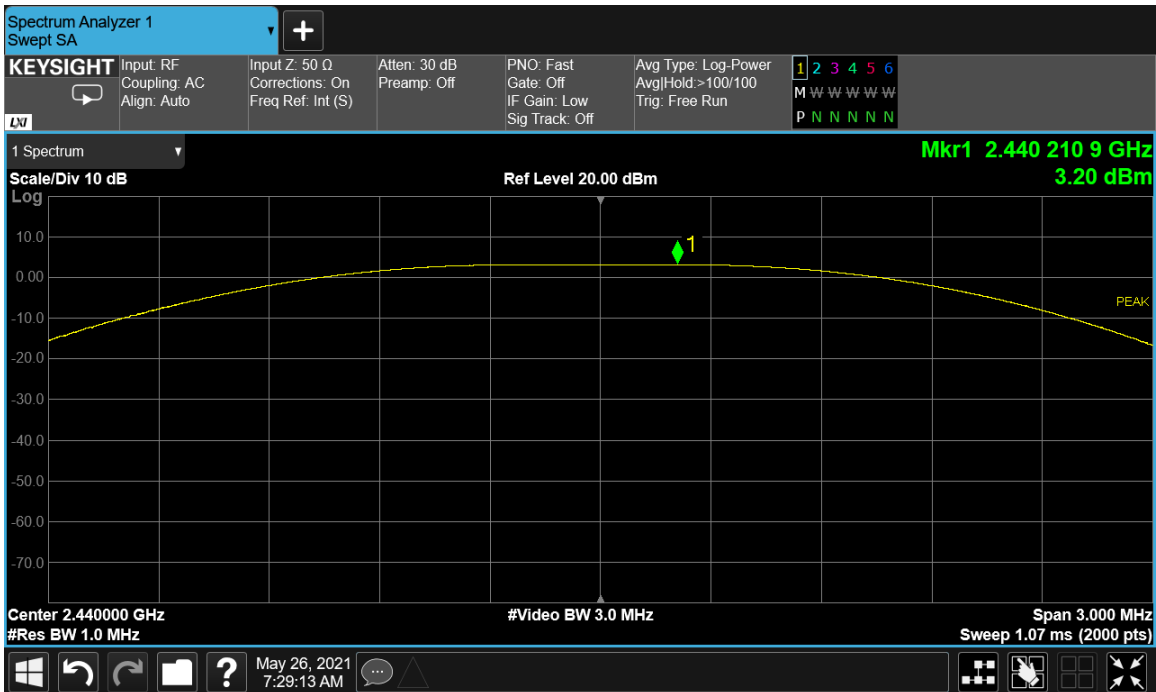 Spectrum Analyzer 1
Swept SA
KEYSIGHT
LXI
Input: RF
Coupling: AC
Align: Auto
Input Z: 50 Ω
Corrections: On
Freq Ref: Int (S)
Atten: 30 dB
Preamp: Off
PNO: Fast
Gate: Off
IF Gain: Low
Sig Track: Off
Avg Type: Log-Power
Avg|Hold:>100/100
Trig: Free Run
1 2 3 4 5 6
M W W W W W W
P N N N N N N
1 Spectrum
Mkr1 2.440 210 9 GHz
3.20 dBm
Scale/Div 10 dB
Ref Level 20.00 dBm
Log
10.0
0.00
-10.0
-20.0
-30.0
-40.0
-50.0
-60.0
-70.0
1
PEAK
Center 2.440000 GHz
#Video BW 3.0 MHz
Span 3.000 MHz
#Res BW 1.0 MHz
Sweep 1.07 ms (2000 pts)
?
May 26, 2021
7:29:13 AM